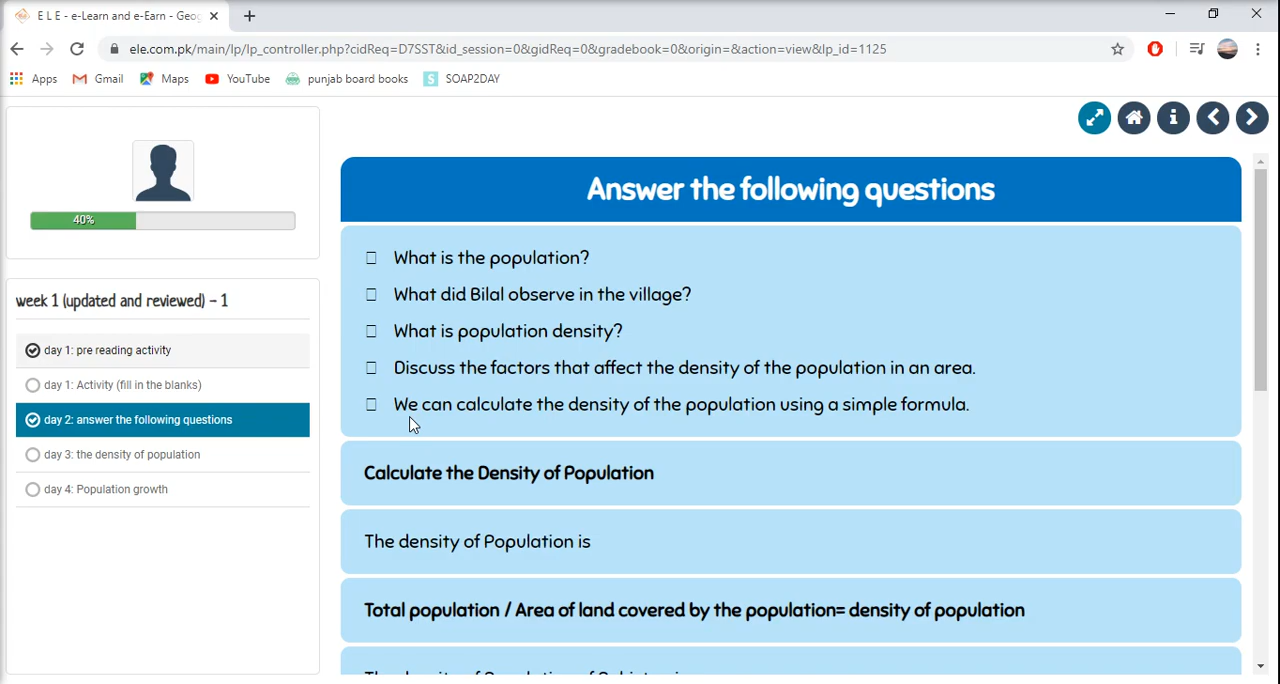 E L E - e-Learn and e-Earn - Geog
ele.com.pk/main/lp/lp_controller.php?cidReq=D7SST&id_session=0&gidReq=0&gradebook=0&origin=&action=view&lp_id=1125
Apps Gmail Maps YouTube punjab board books SOAP2DAY
40%
week 1 (updated and reviewed) - 1
day 1: pre reading activity
day 1: Activity (fill in the blanks)
day 2: answer the following questions
day 3: the density of population
day 4: Population growth
Answer the following questions
What is the population?
What did Bilal observe in the village?
What is population density?
Discuss the factors that affect the density of the population in an area.
We can calculate the density of the population using a simple formula.
Calculate the Density of Population
The density of Population is
Total population / Area of land covered by the population= density of population